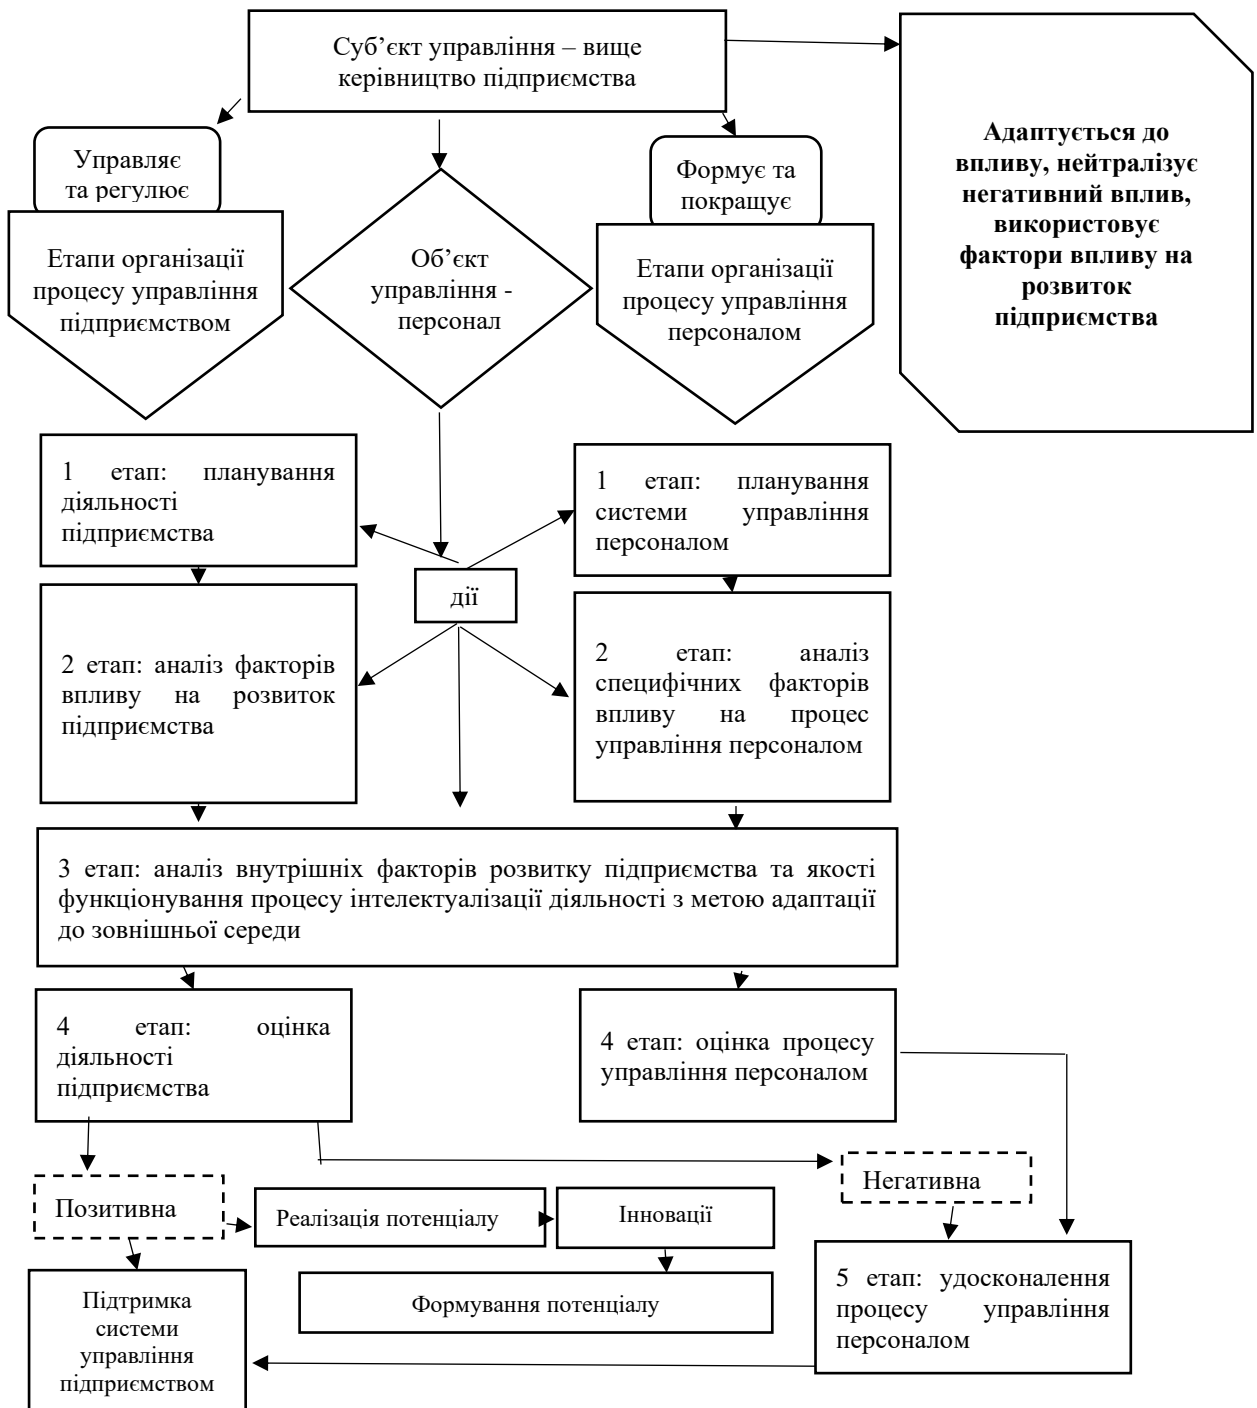 Суб’єкт управління – вище
керівництво підприємства
Адаптується до
впливу, нейтралізує
негативний вплив,
використовує
фактори впливу на
розвиток
підприємства
Управляє
та регулює
Формує та
покращує
Етапи організації
процесу управління
підприємством
Об’єкт
управління -
персонал
Етапи організації
процесу управління
персоналом
1 етап: планування
діяльності
підприємства
1 етап: планування
системи управління
персоналом
дії
2 етап: аналіз факторів
впливу на розвиток
підприємства
2 етап: аналіз
специфічних факторів
впливу на процес
управління персоналом
3 етап: аналіз внутрішніх факторів розвитку підприємства та якості
функціонування процесу інтелектуалізації діяльності з метою адаптації
до зовнішньої середи
4 етап: оцінка
діяльності
підприємства
4 етап: оцінка процесу
управління персоналом
Позитивна
Негативна
Реалізація потенціалу
Інновації
Формування потенціалу
5 етап: удосконалення
процесу управління
персоналом
Підтримка
системи
управління
підприємством